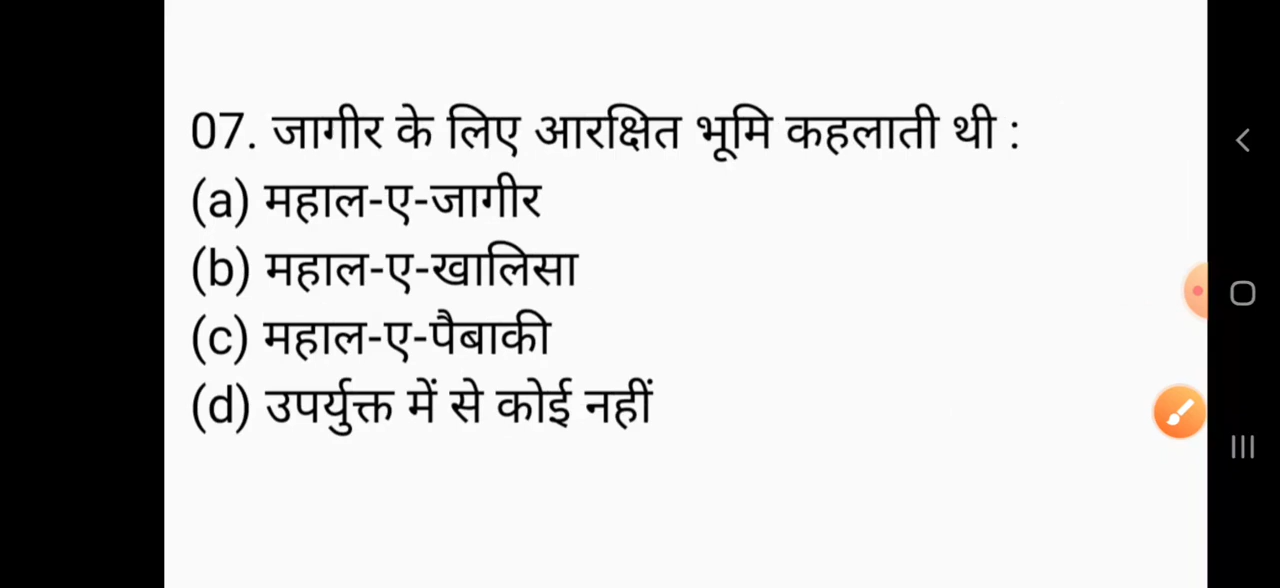 07. जागीर के लिए आरक्षित भूमि कहलाती थी :
(a) महाल-ए-जागीर
(b) महाल-ए-खालिसा
(c) महाल-ए-पैबाकी
(d) उपर्युक्त में से कोई नहीं